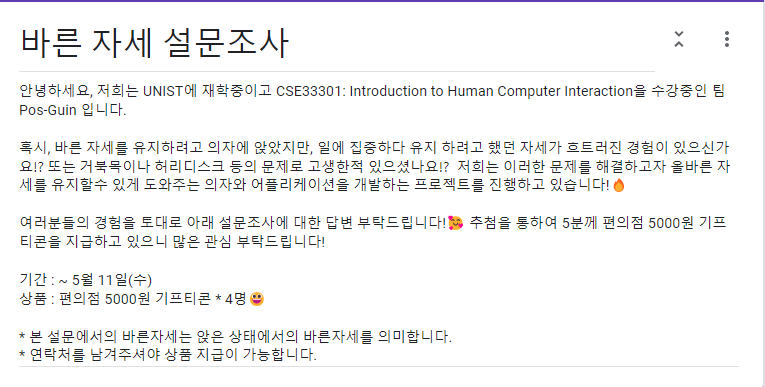 바른 자세 설문조사
안녕하세요, 저희는 UNIST에 재학중이고 CSE33301: Introduction to Human Computer Interaction을 수강중인 팀
Pos-Guin 입니다.
혹시, 바른 자세를 유지하려고 의자에 앉았지만, 일에 집중하다 유지 하려고 했던 자세가 흐트러진 경험이 있으신가
요!? 또는 거북목이나 허리디스크 등의 문제로 고생한적 있으셨나요!? 저희는 이러한 문제를 해결하고자 올바른 자
세를 유지할수 있게 도와주는 의자와 어플리케이션을 개발하는 프로젝트를 진행하고 있습니다!🔥
여러분들의 경험을 토대로 아래 설문조사에 대한 답변 부탁드립니다!🥰 추첨을 통하여 5분께 편의점 5000원 기프
티콘을 지급하고 있으니 많은 관심 부탁드립니다!
기간 : ~ 5월 11일(수)
상품 : 편의점 5000원 기프티콘 * 4명😃
* 본 설문에서의 바른자세는 앉은 상태에서의 바른자세를 의미합니다.
* 연락처를 남겨주셔야 상품 지급이 가능합니다.